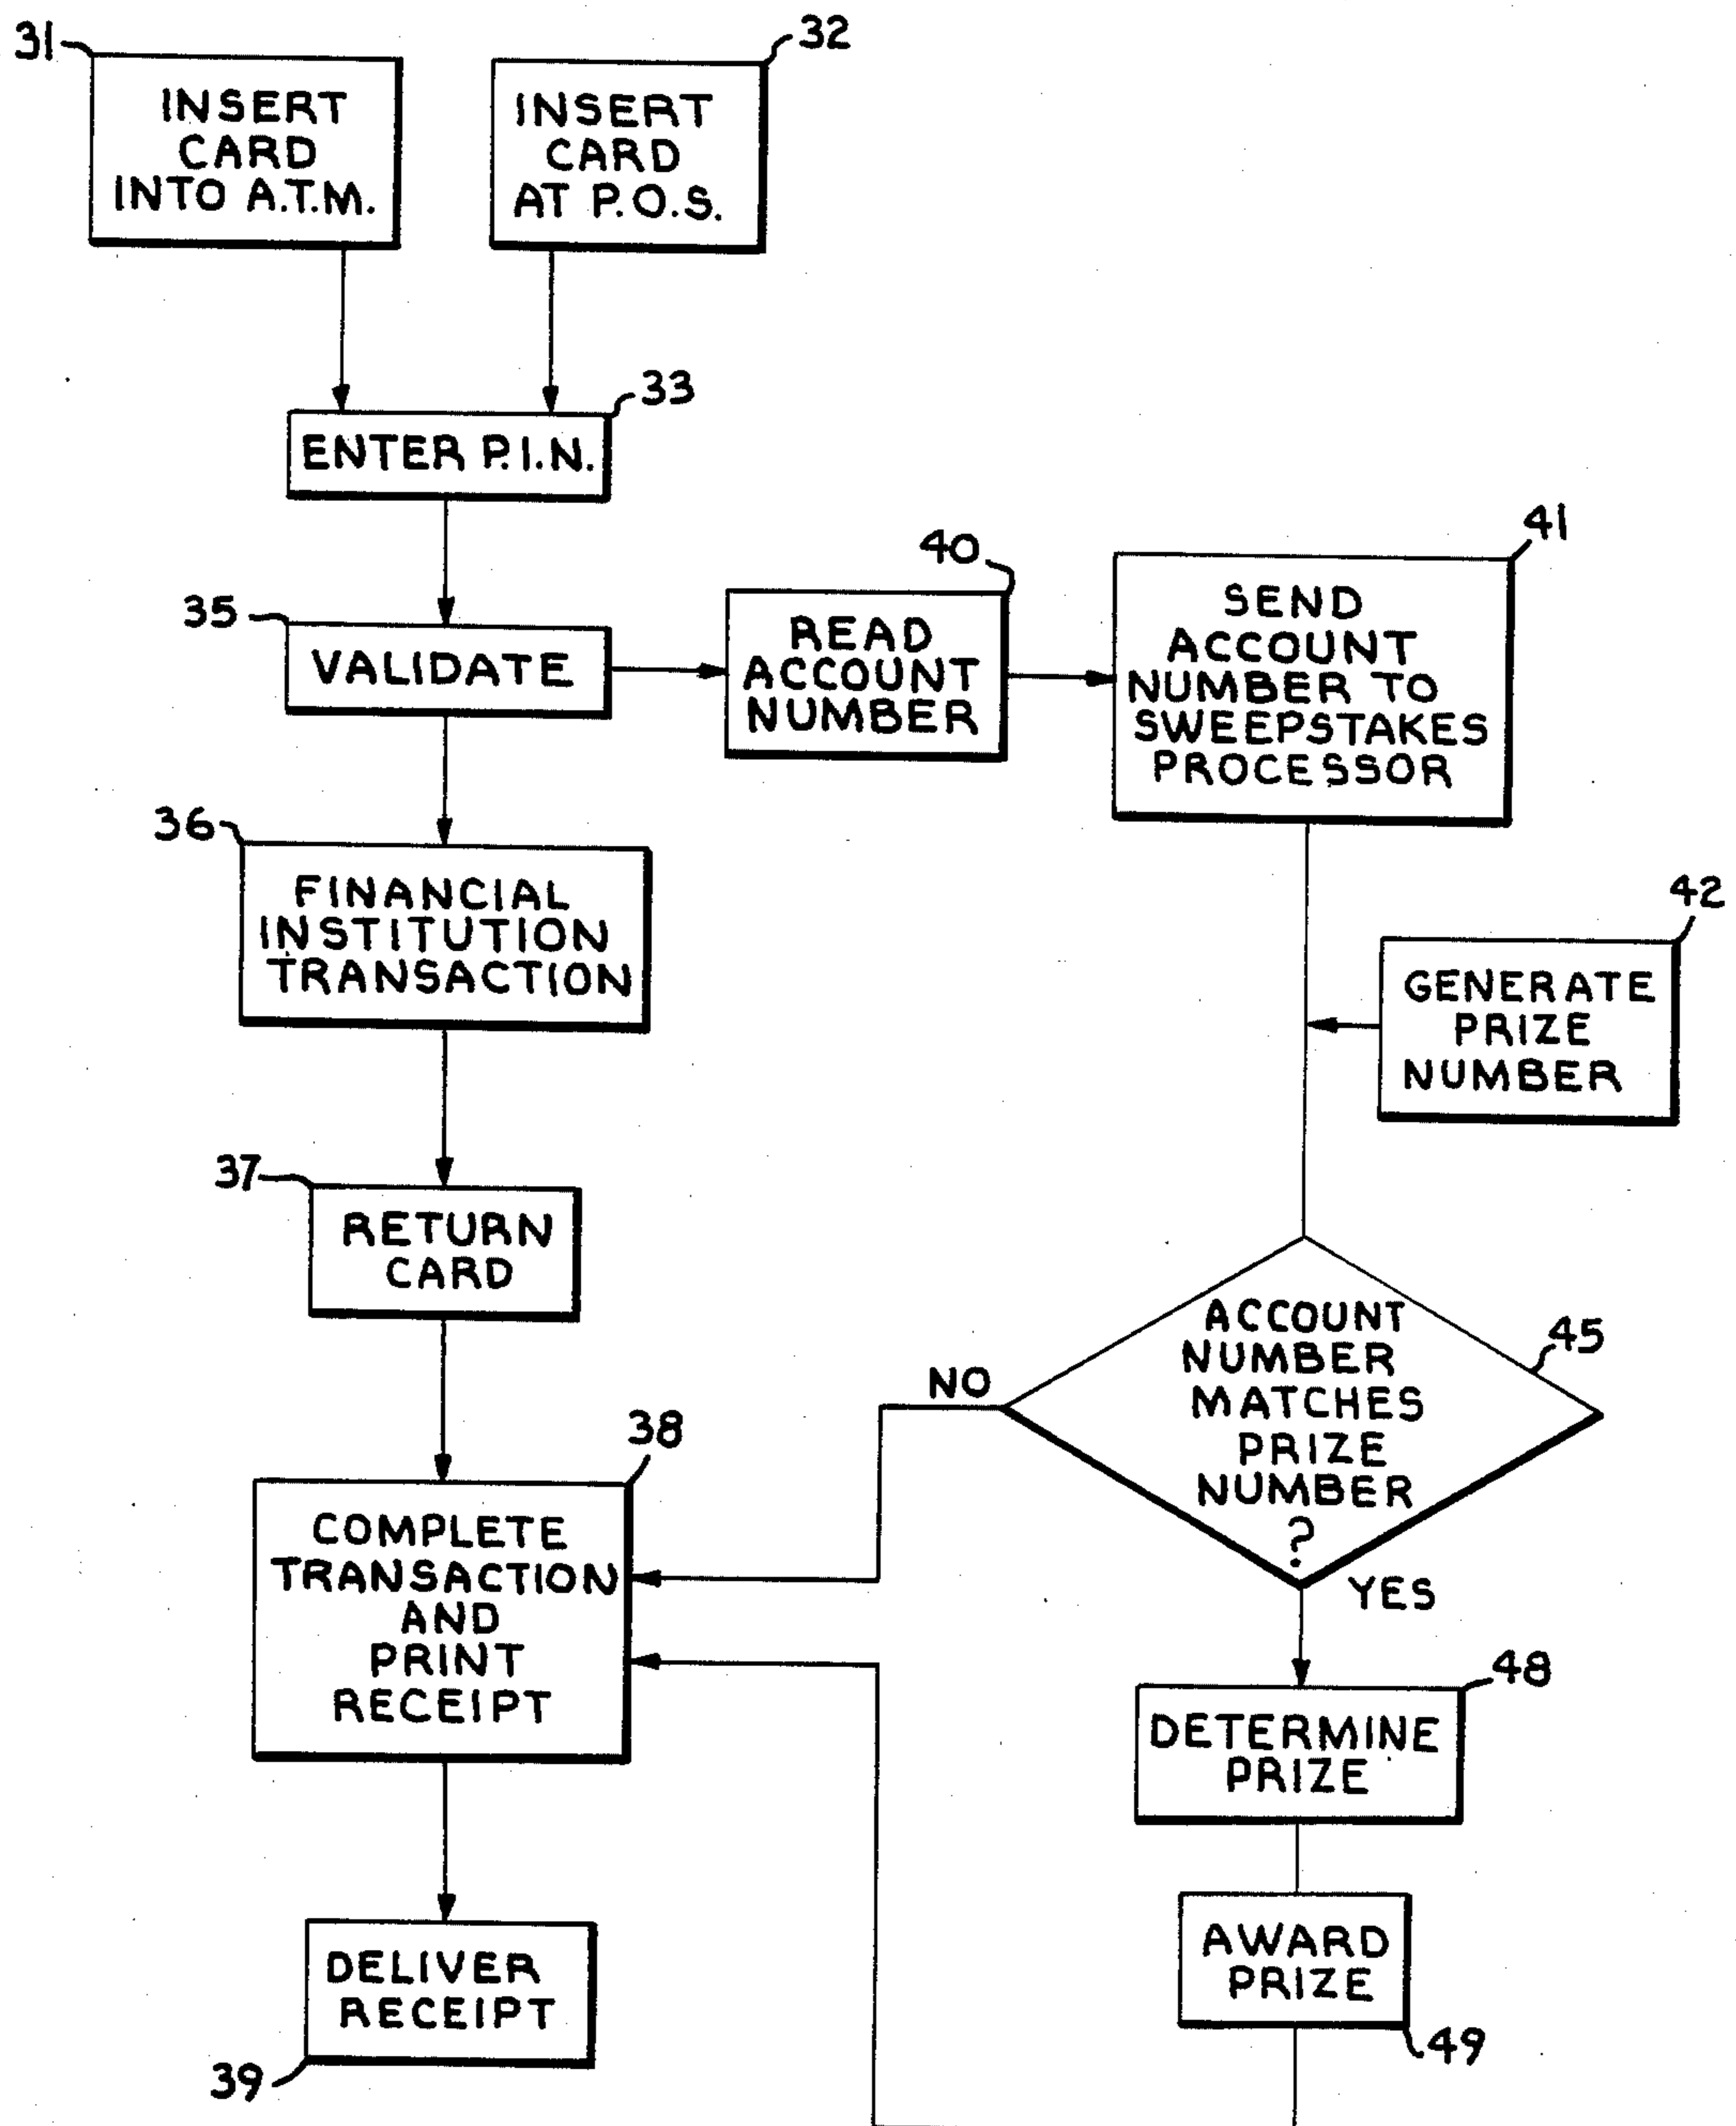 31
INSERT
CARD
INTO A.T.M.
32
INSERT
CARD
AT P.O.S.
33
ENTER P.I.N.
35
VALIDATE
40
READ
ACCOUNT
NUMBER
41
SEND
ACCOUNT
NUMBER TO
SWEEPSTAKES
PROCESSOR
36
FINANCIAL
INSTITUTION
TRANSACTION
42
GENERATE
PRIZE
NUMBER
37
RETURN
CARD
45
ACCOUNT
NUMBER
MATCHES
PRIZE
NUMBER
?
NO
YES
38
COMPLETE
TRANSACTION
AND
PRINT
RECEIPT
48
DETERMINE
PRIZE
AWARD
PRIZE
49
DELIVER
RECEIPT
39